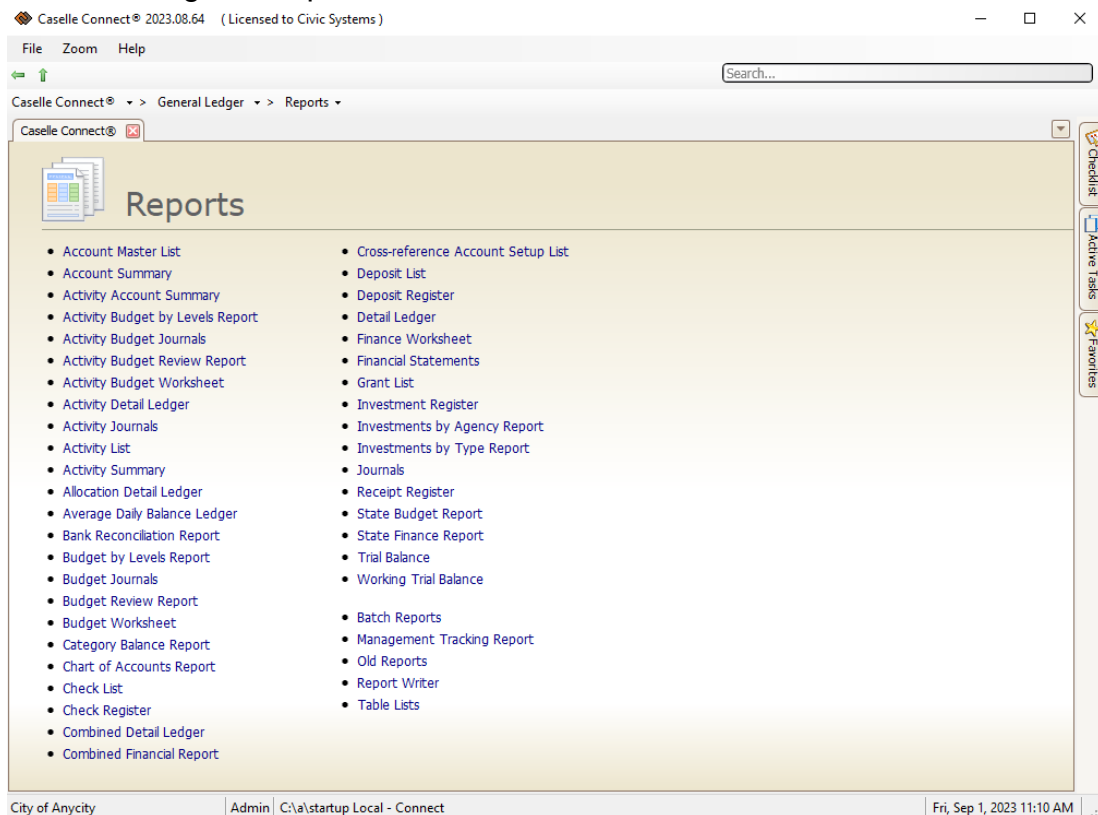 Caselle Connect® 2023.08.64 ( Licensed to Civic Systems )
File Zoom Help
Search...
Caselle Connect® > General Ledger > Reports
Caselle Connect®
Reports
Account Master List
Account Summary
Activity Account Summary
Activity Budget by Levels Report
Activity Budget Journals
Activity Budget Review Report
Activity Budget Worksheet
Activity Detail Ledger
Activity Journals
Activity List
Activity Summary
Allocation Detail Ledger
Average Daily Balance Ledger
Bank Reconciliation Report
Budget by Levels Report
Budget Journals
Budget Review Report
Budget Worksheet
Category Balance Report
Chart of Accounts Report
Check List
Check Register
Combined Detail Ledger
Combined Financial Report
Cross-reference Account Setup List
Deposit List
Deposit Register
Detail Ledger
Finance Worksheet
Financial Statements
Grant List
Investment Register
Investments by Agency Report
Investments by Type Report
Journals
Receipt Register
State Budget Report
State Finance Report
Trial Balance
Working Trial Balance
Batch Reports
Management Tracking Report
Old Reports
Report Writer
Table Lists
Checklist
Active Tasks
Favorites
City of Anycity Admin C:\a\startup Local - Connect Fri, Sep 1, 2023 11:10 AM